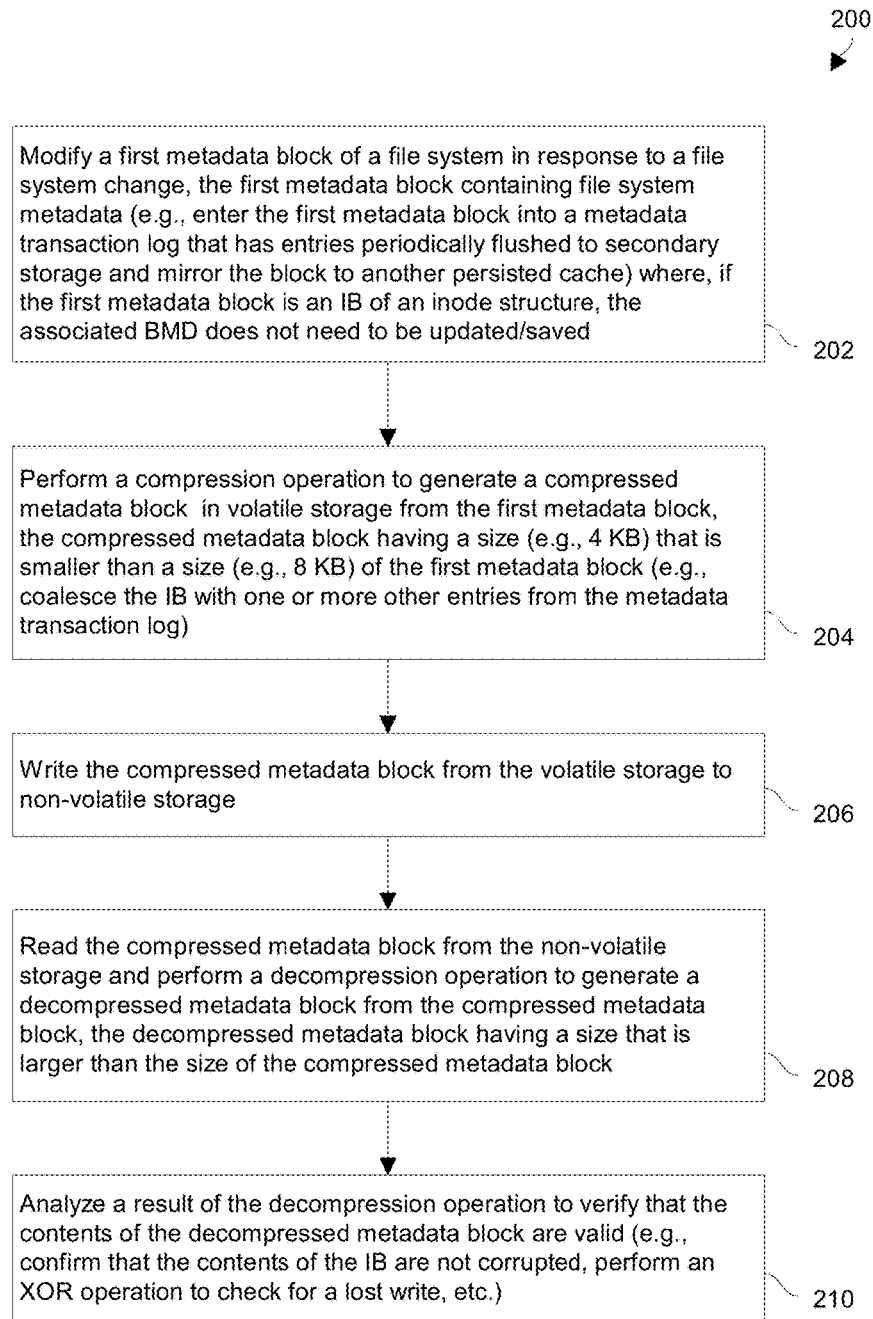 200
Modify a first metadata block of a file system in response to a file
system change, the first metadata block containing file system
metadata (e.g., enter the first metadata block into a metadata
transaction log that has entries periodically flushed to secondary
storage and mirror the block to another persisted cache) where, if
the first metadata block is an IB of an inode structure, the
associated BMD does not need to be updated/saved
202
Perform a compression operation to generate a compressed
metadata block in volatile storage from the first metadata block,
the compressed metadata block having a size (e.g., 4 KB) that is
smaller than a size (e.g., 8 KB) of the first metadata block (e.g.,
coalesce the IB with one or more other entries from the metadata
transaction log)
204
Write the compressed metadata block from the volatile storage to
non-volatile storage
206
Read the compressed metadata block from the non-volatile
storage and perform a decompression operation to generate a
decompressed metadata block from the compressed metadata
block, the decompressed metadata block having a size that is
larger than the size of the compressed metadata block
208
Analyze a result of the decompression operation to verify that the
contents of the decompressed metadata block are valid (e.g.,
confirm that the contents of the IB are not corrupted, perform an
XOR operation to check for a lost write, etc.)
210